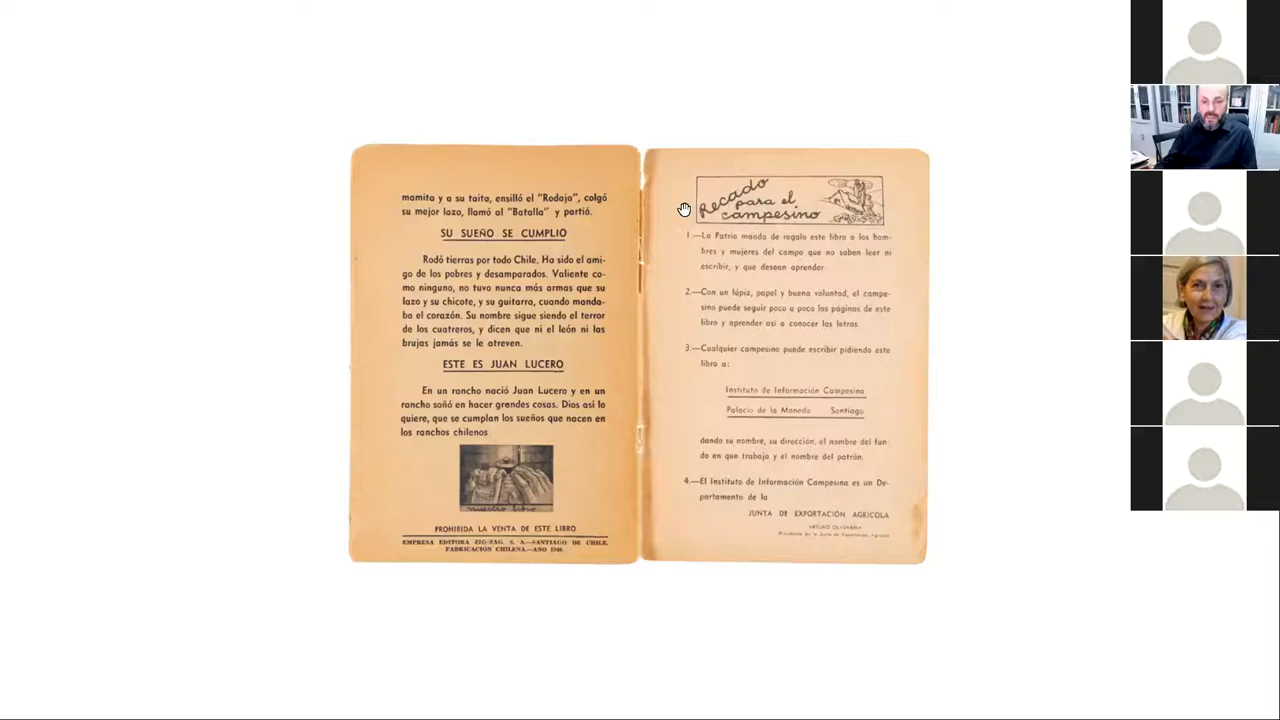 mamita y a su taita, ensilló el "Rodajo", colgó
su mejor lazo, llamó al "Batalla" y partió.
SU SUEÑO SE CUMPLIO
Rodó tierras por todo Chile. Ha sido el ami-
go de los pobres y desamparados. Valiente co-
mo ninguno, no tuvo nunca más armas que su
lazo y su chicote, y su guitarra, cuando manda-
ba el corazón. Su nombre sigue siendo el terror
de los cuatreros, y dicen que ni el león ni las
brujas jamás se le atreven.
ESTE ES JUAN LUCERO
En un rancho nació Juan Lucero y en un
rancho soñó en hacer grandes cosas. Dios así lo
quiere, que se cumplan los sueños que nacen en
los ranchos chilenos.
nuestro libro
PROHIBIDA LA VENTA DE ESTE LIBRO
EMPRESA EDITORA ZIG-ZAG. S. A.—SANTIAGO DE CHILE.
FABRICACION CHILENA.—AÑO 1940.
Recado
para el
campesino
1.—La Patria manda de regalo este libro a los hom-
bres y mujeres del campo que no saben leer ni
escribir, y que desean aprender
2.—Con un lápiz, papel y buena voluntad, el campe-
sino puede seguir poco a poco las páginas de este
libro y aprender así a conocer las letras.
3.—Cualquier campesino puede escribir pidiendo este
libro a:
Instituto de Información Campesina
Palacio de la Moneda Santiago
dando su nombre, su dirección, el nombre del fun-
do en que trabaja y el nombre del patrón.
4.—El Instituto de Información Campesina es un De-
partamento de la
JUNTA DE EXPORTACION AGRICOLA
ARTURO OLAVARRIA
Presidente de la Junta de Exportación Agrícola